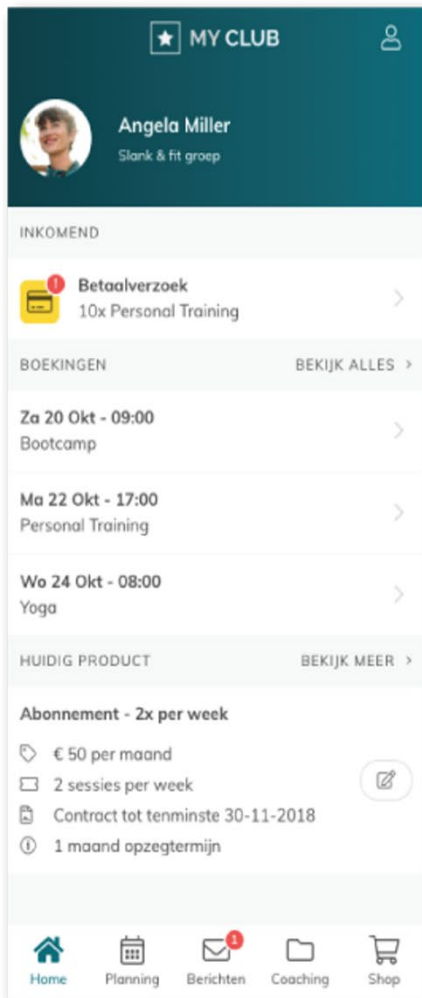 MY CLUB
Angela Miller
Slank & fit groep
INKOMEND
Betaalverzoek
10x Personal Training
BOEKINGEN BEKIJK ALLES >
Za 20 Okt - 09:00
Bootcamp
Ma 22 Okt - 17:00
Personal Training
Wo 24 Okt - 08:00
Yoga
HUIDIG PRODUCT BEKIJK MEER >
Abonnement - 2x per week
€ 50 per maand
2 sessies per week
Contract tot tenminste 30-11-2018
1 maand opzegtermijn
1
Home Planning Berichten Coaching Shop